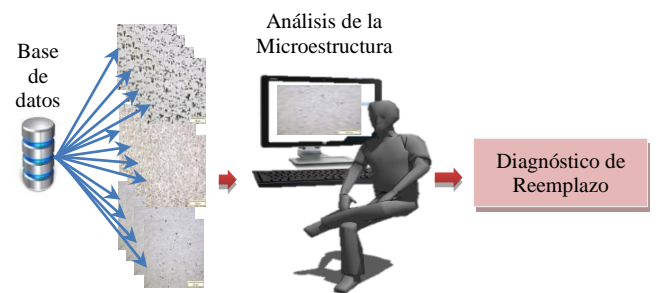 Análisis de la
Microestructura
Base
de
datos
Diagnóstico de
Reemplazo